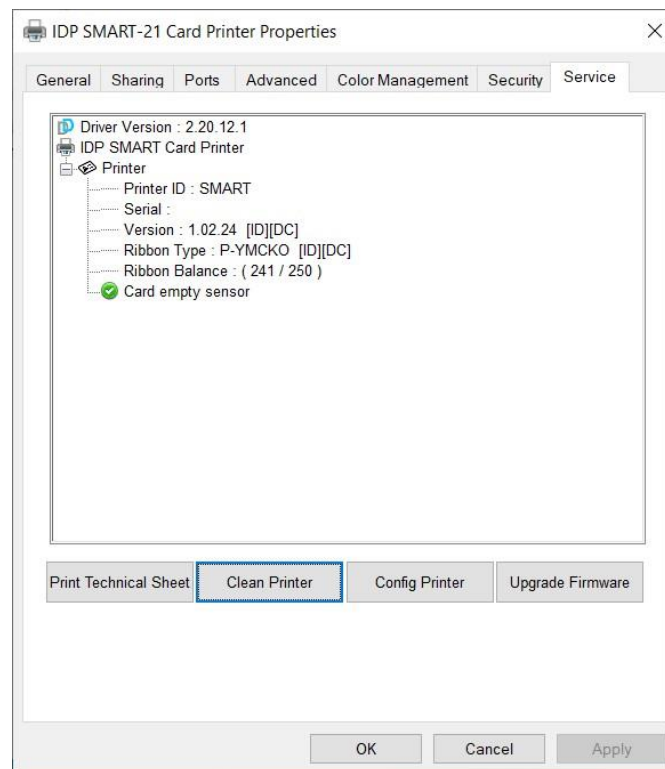 IDP SMART-21 Card Printer Properties
General Sharing Ports Advanced Color Management Security Service
Driver Version : 2.20.12.1
IDP SMART Card Printer
Printer
Printer ID : SMART
Serial :
Version : 1.02.24 [ID][DC]
Ribbon Type : P-YMCKO [ID][DC]
Ribbon Balance : ( 241 / 250 )
Card empty sensor
Print Technical Sheet Clean Printer Config Printer Upgrade Firmware
OK Cancel Apply